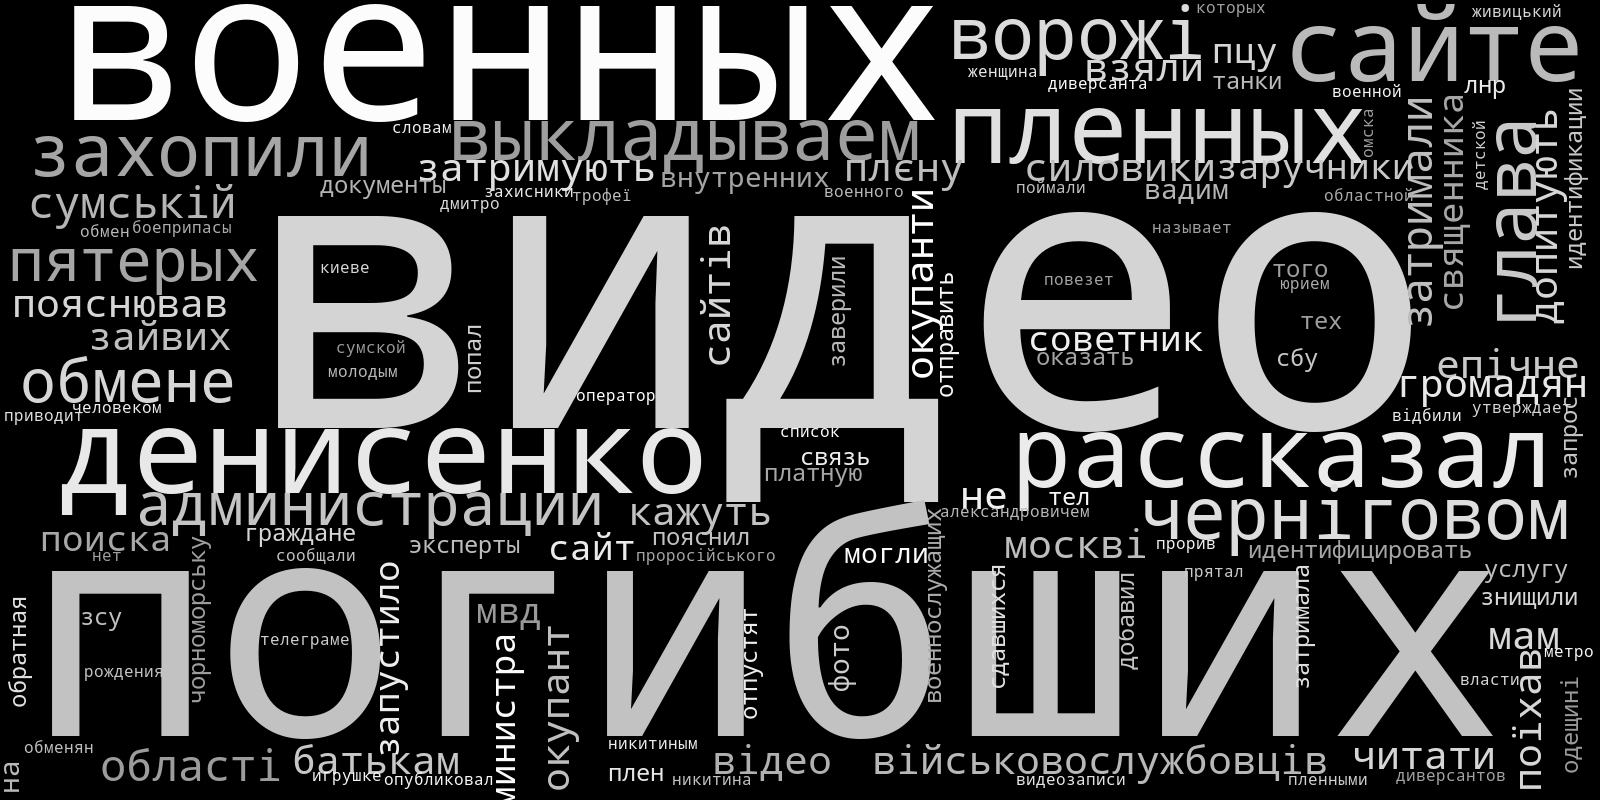 военных
ворожі
которых
сайте
живицький
взяли
пцу
женщина
диверсанта
танки
военной
лнр
захопили
словам
выкладываем
пленных
омска
затримують
документы
захисники
трофеї
внутренних
плєну
военного
силовики
заручники
поймали
вадим
областной
затримали
священника
детской
глава
допитують
идентификации
сумській
дмитро
обмен
боеприпасы
видео
называет
пятерых
киеве
сайтів
заверили
окупанти
отправить
повезет
того
юрием
пояснював
зайвих
сумской
молодым
попал
советник
оказать
тех
сбу
епічне
громадян
обмене
приводит
человеком
оператор
відбили
утверждает
запрос
денисенко
список
связь
платную
рассказал
администрации
кажуть
не
тел
александровичем
черніговом
поиска
нет
граждане
сообщали
эксперты
сайт
пояснил
проросійського
могли
военнослужащих
москві
прорив
идентифицировать
погибших
прятал
услугу
знищили
обратная
зсу
чорноморську
телеграме
рождения
запустило
мвд
министра
окупант
отпустят
фото
сдавшихся
добавил
затримала
мам
метро
власти
поїхав
одещині
обменян
на
області
батькам
игрушке
опубликовал
никитиным
плен
никитина
відео
військовослужбовців
видеозаписи
пленными
читати
диверсантов